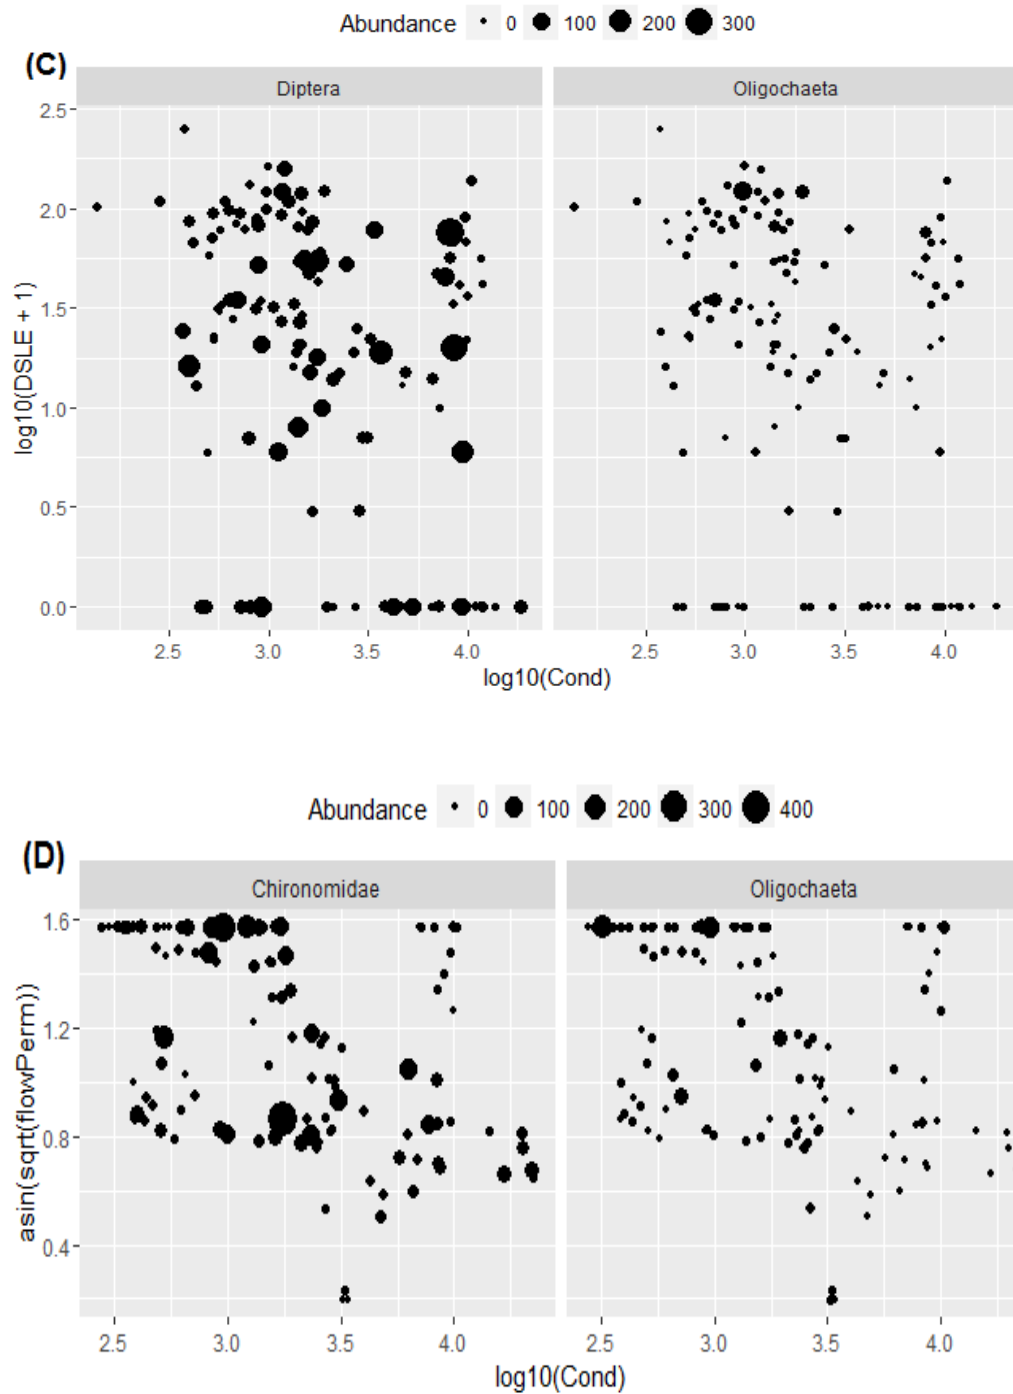 Abundance 0 100 200 300
(C)
Diptera Oligochaeta
log10(DSLE + 1)
2.5
2.0
1.5
1.0
0.5
0.0
2.5 3.0 3.5 4.0 2.5 3.0 3.5 4.0
log10(Cond)
Abundance 0 100 200 300 400
(D)
Chironomidae Oligochaeta
asin(sqrt(flowPerm))
1.6
1.2
0.8
0.4
2.5 3.0 3.5 4.0 2.5 3.0 3.5 4.0
log10(Cond)